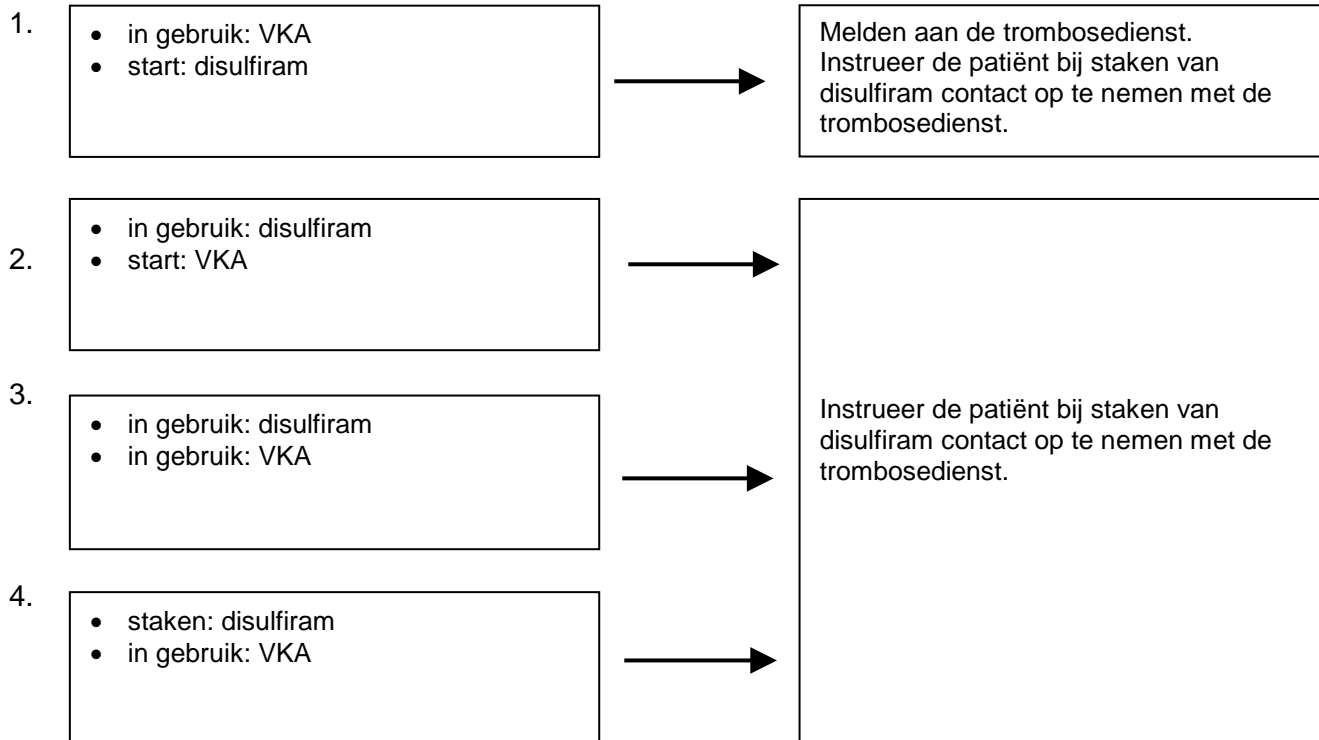 1.
• in gebruik: VKA
• start: disulfiram
Melden aan de trombosedienst.
Instrueer de patiënt bij staken van
disulfiram contact op te nemen met de
trombosedienst.
2.
• in gebruik: disulfiram
• start: VKA
3.
• in gebruik: disulfiram
• in gebruik: VKA
Instrueer de patiënt bij staken van
disulfiram contact op te nemen met de
trombosedienst.
4.
• staken: disulfiram
• in gebruik: VKA